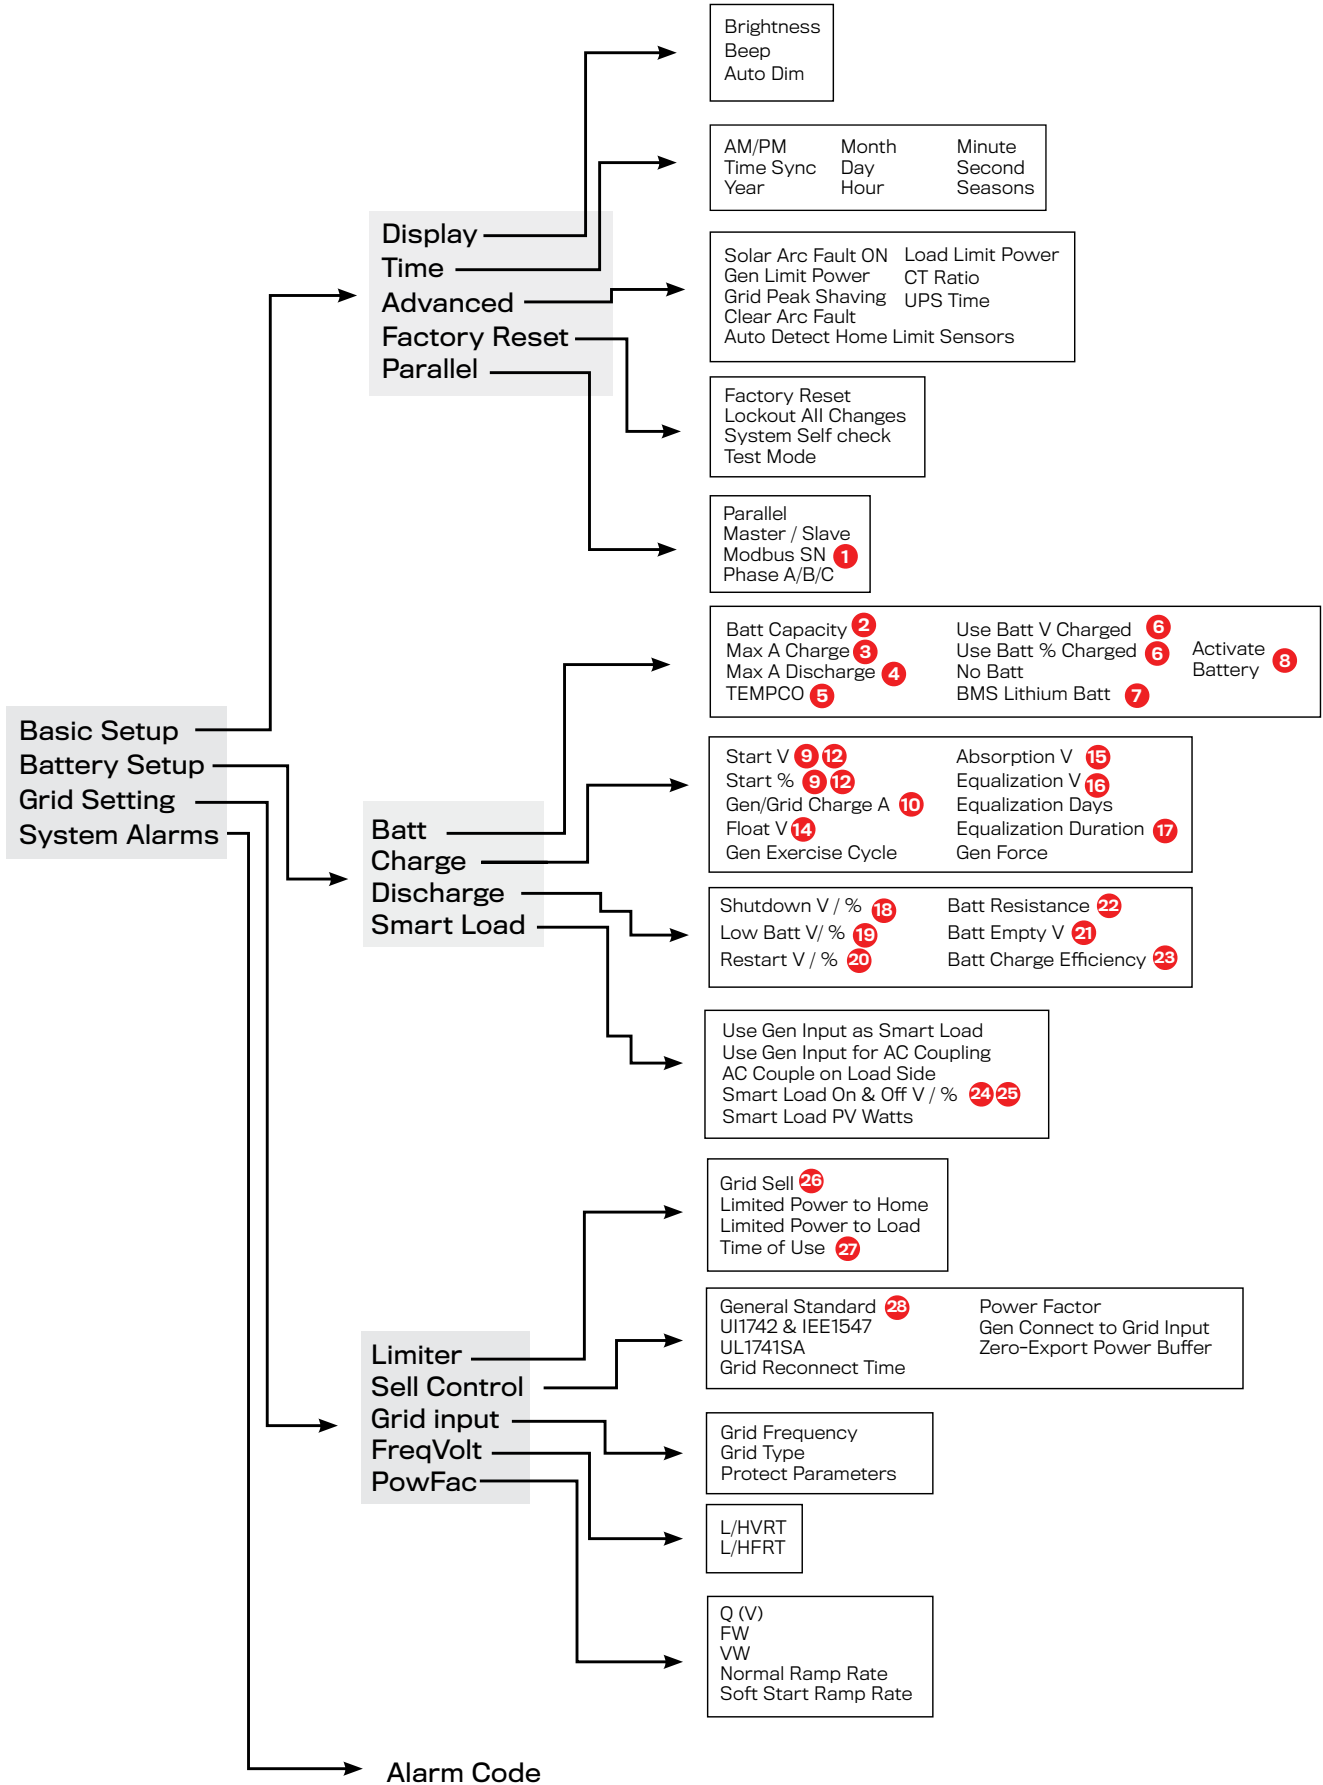 Brightness
Beep
Auto Dim
AM/PM Month Minute
Time Sync Day Second
Year Hour Seasons
Display
Time
Advanced
Factory Reset
Parallel
Solar Arc Fault ON Load Limit Power
Gen Limit Power CT Ratio
Grid Peak Shaving UPS Time
Clear Arc Fault
Auto Detect Home Limit Sensors
Factory Reset
Lockout All Changes
System Self check
Test Mode
Parallel
Master / Slave
Modbus SN 1
Phase A/B/C
Basic Setup
Battery Setup
Grid Setting
System Alarms
Batt Capacity 2 Use Batt V Charged 6
Max A Charge 3 Use Batt % Charged 6 Activate
Max A Discharge 4 No Batt Battery 8
TEMPCO 5 BMS Lithium Batt 7
Start V 9 12 Absorption V 15
Start % 9 12 Equalization V 16
Gen/Grid Charge A 10 Equalization Days
Float V 14 Equalization Duration 17
Gen Exercise Cycle Gen Force
Batt
Charge
Discharge
Smart Load
Shutdown V / % 18 Batt Resistance 22
Low Batt V/ % 19 Batt Empty V 21
Restart V / % 20 Batt Charge Efficiency 23
Use Gen Input as Smart Load
Use Gen Input for AC Coupling
AC Couple on Load Side
Smart Load On & Off V / % 24 25
Smart Load PV Watts
Grid Sell 26
Limited Power to Home
Limited Power to Load
Time of Use 27
Limiter
Sell Control
Grid input
FreqVolt
PowFac
General Standard 28 Power Factor
UI1742 & IEE1547 Gen Connect to Grid Input
UL1741SA Zero-Export Power Buffer
Grid Reconnect Time
Grid Frequency
Grid Type
Protect Parameters
L/HVRT
L/HFRT
Q (V)
FW
VW
Normal Ramp Rate
Soft Start Ramp Rate
Alarm Code